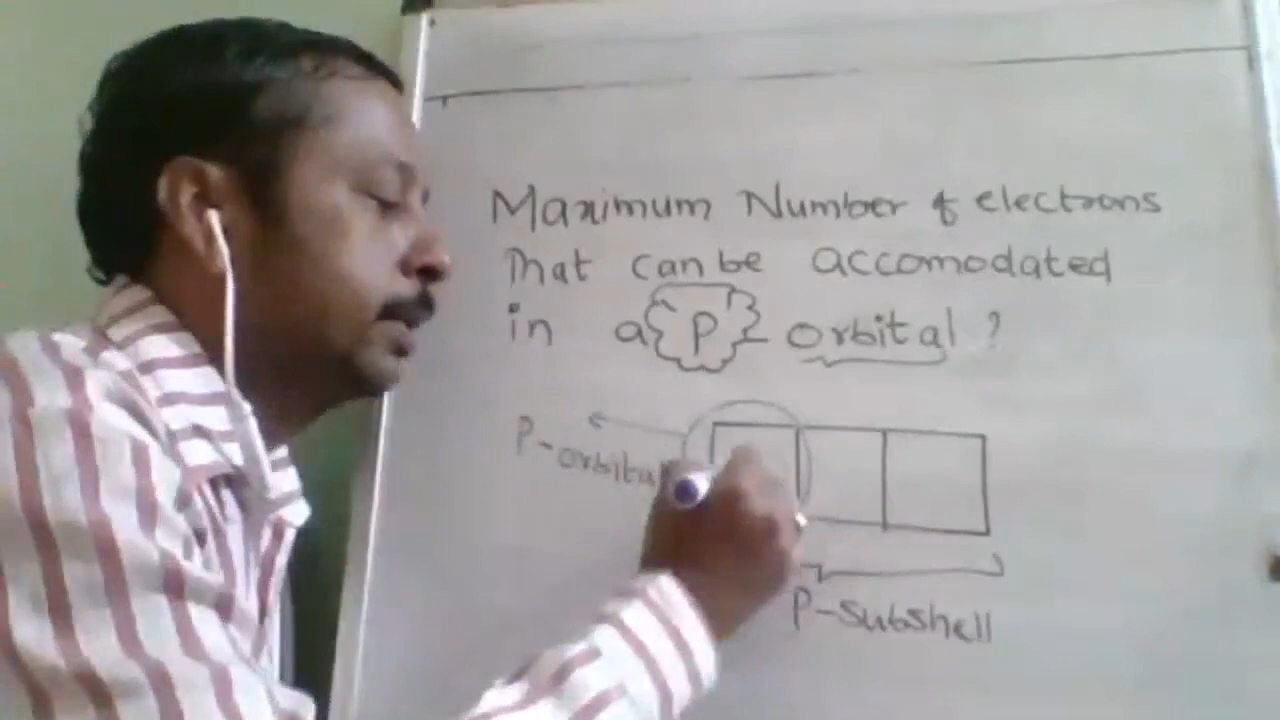 Maximum Number of electrons
That can be accomodated
in a P - orbital ?
P-orbital
P-subshell